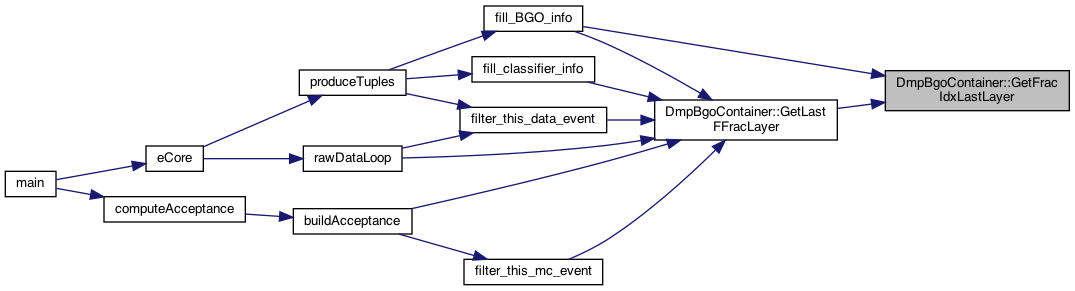 fill_BGO_info
fill_classifier_info
produceTuples
DmpBgoContainer::GetFrac
IdxLastLayer
filter_this_data_event
DmpBgoContainer::GetLast
FFracLayer
eCore
rawDataLoop
main
computeAcceptance
buildAcceptance
filter_this_mc_event